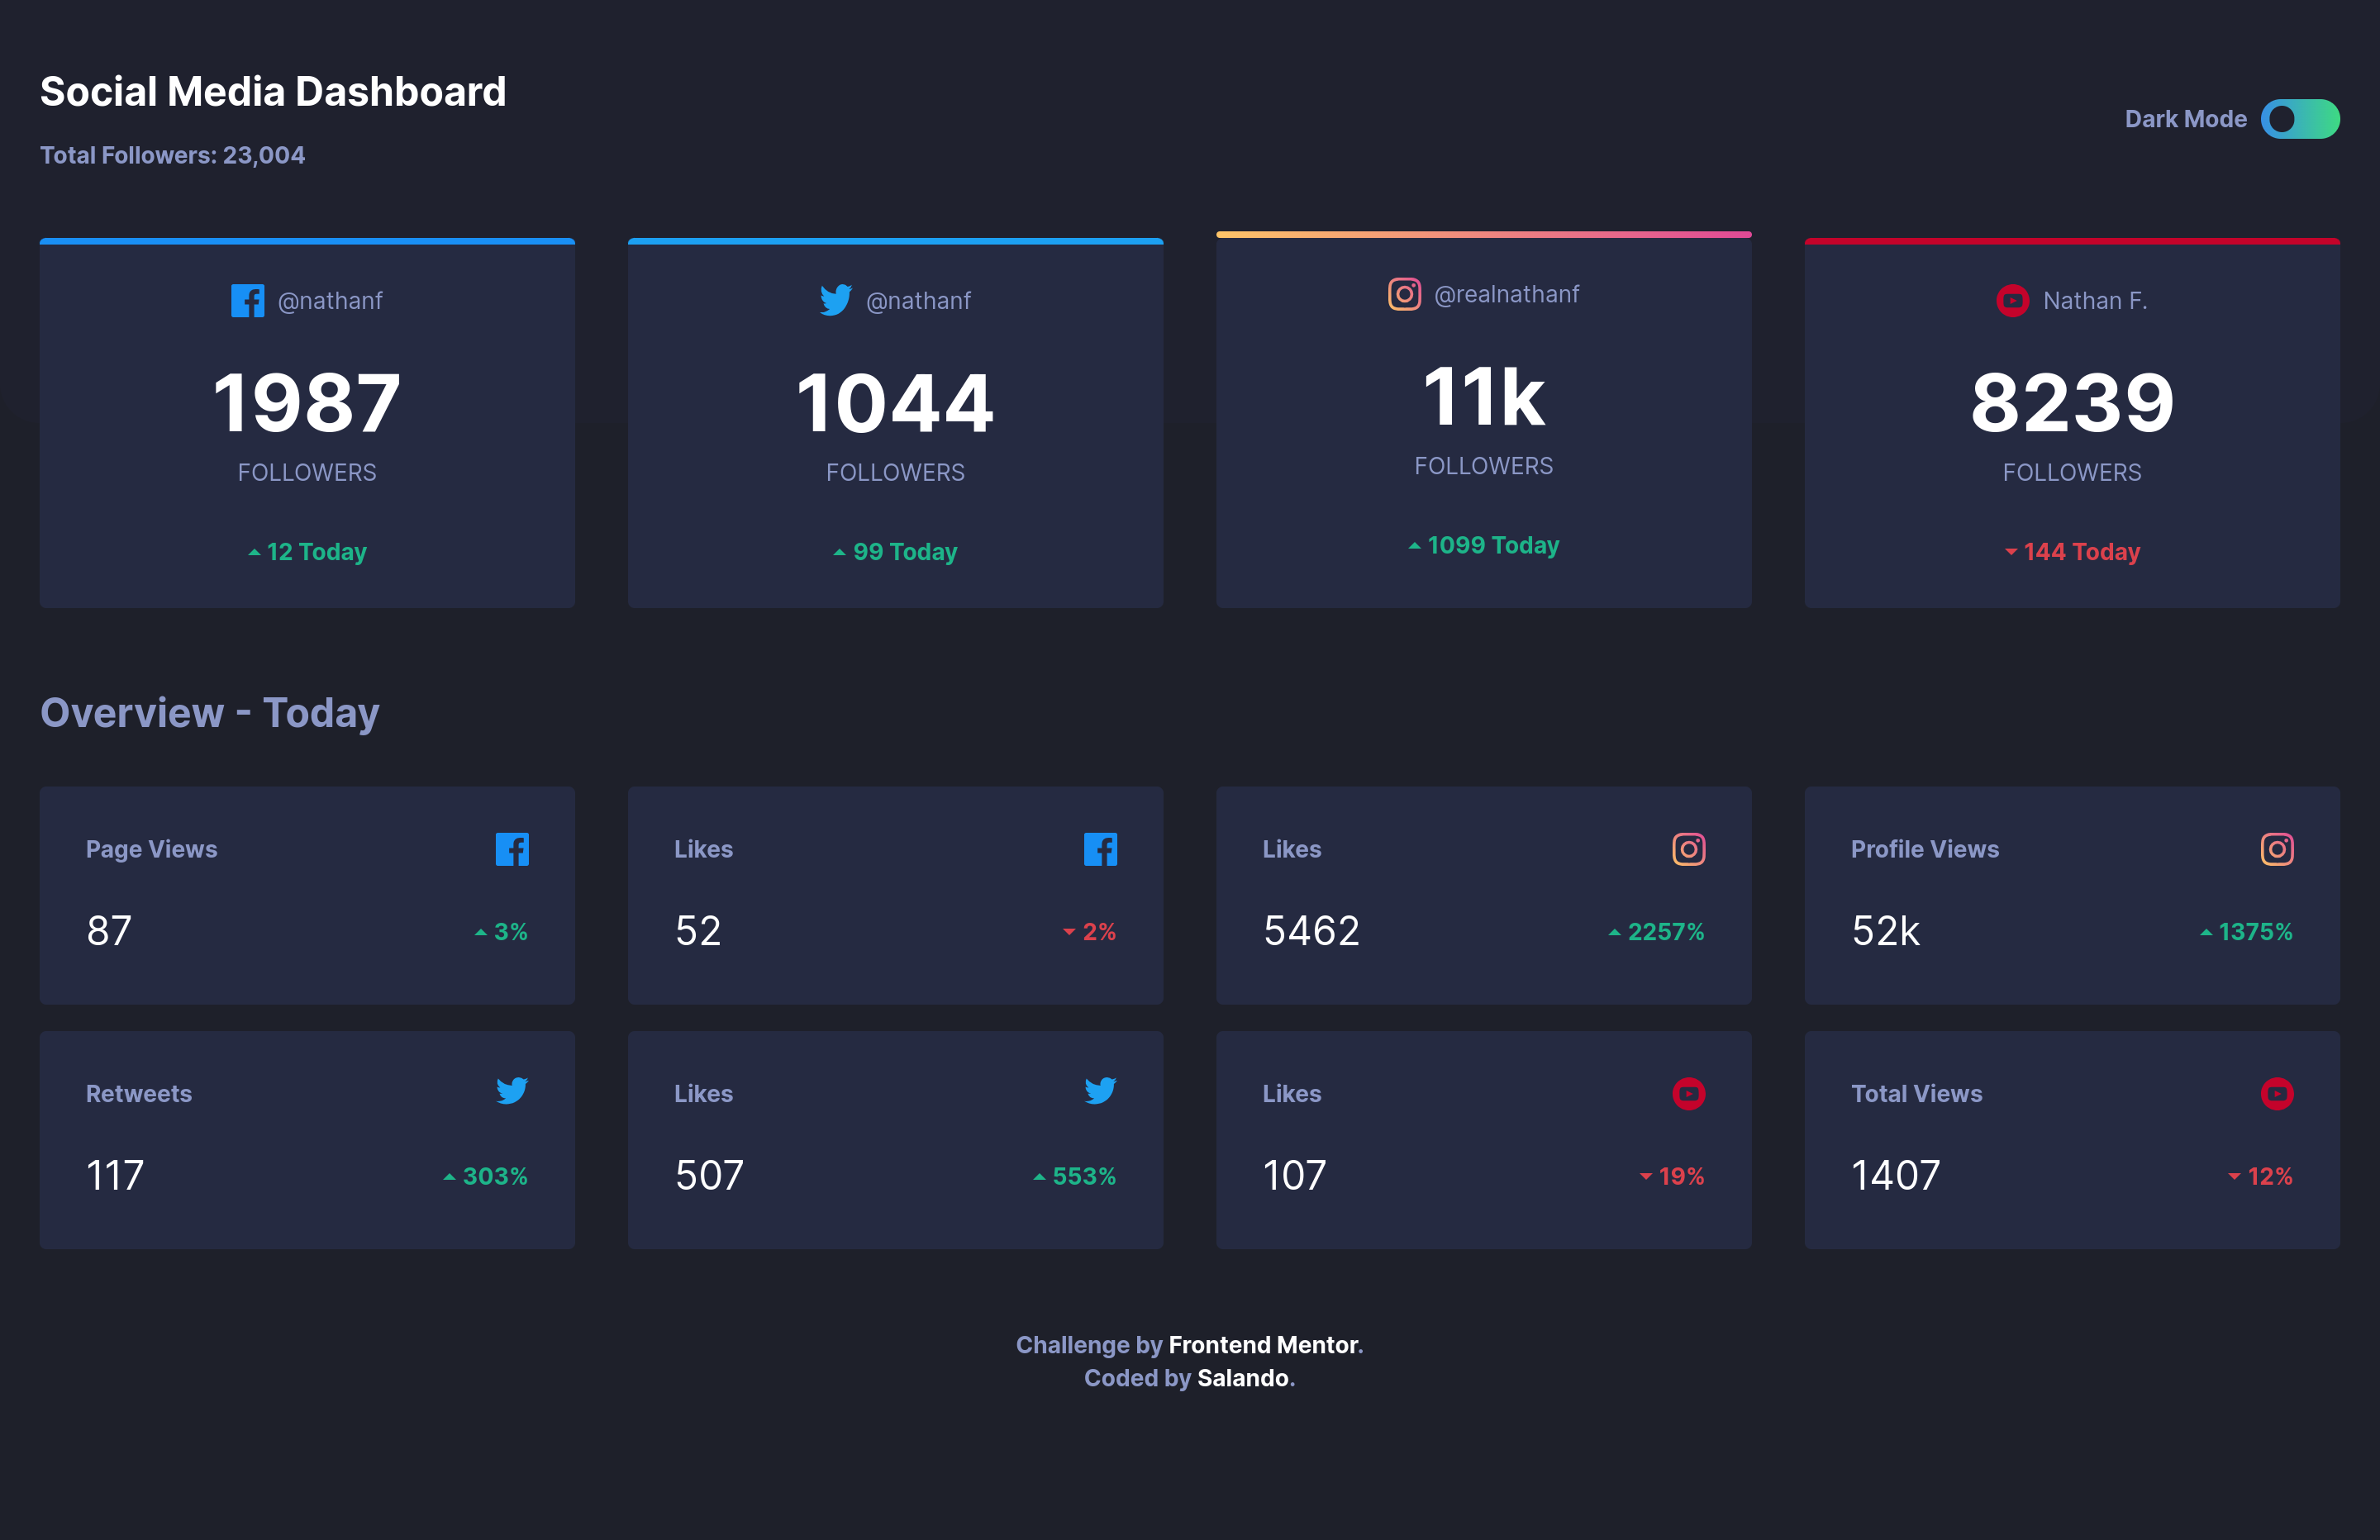 Social Media Dashboard
Total Followers: 23,004
Dark Mode
@nathanf
1987
FOLLOWERS
12 Today
@nathanf
1044
FOLLOWERS
99 Today
@realnathanf
11k
FOLLOWERS
1099 Today
Nathan F.
8239
FOLLOWERS
144 Today
Overview - Today
Page Views
87
3%
Likes
52
2%
Likes
5462
2257%
Profile Views
52k
1375%
Retweets
117
303%
Likes
507
553%
Likes
107
19%
Total Views
1407
12%
Challenge by Frontend Mentor.
Coded by Salando.